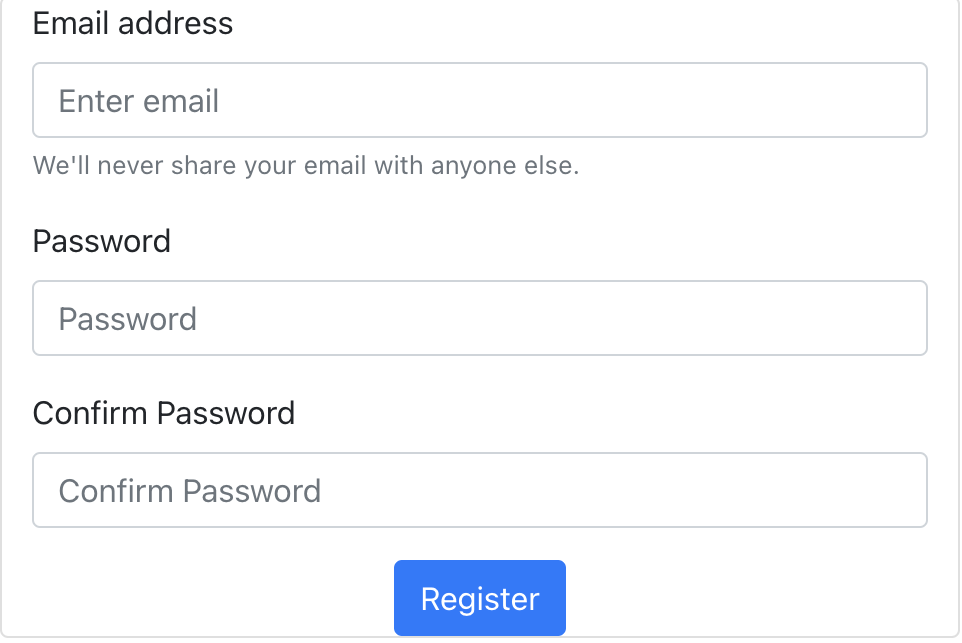 Email address
Enter email
We'll never share your email with anyone else.
Password
Password
Confirm Password
Confirm Password
Register